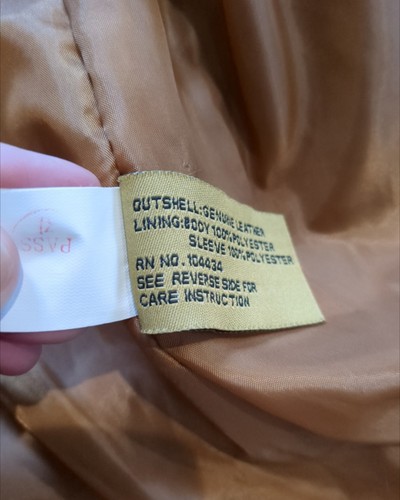 OUTSHELL:GENUINE LEATHER
LINING:BODY 100%POLYESTER
SLEEVE 100%POLYESTER
RN NO.104434
SEE REVERSE SIDE FOR
CARE INSTRUCTION
PASS